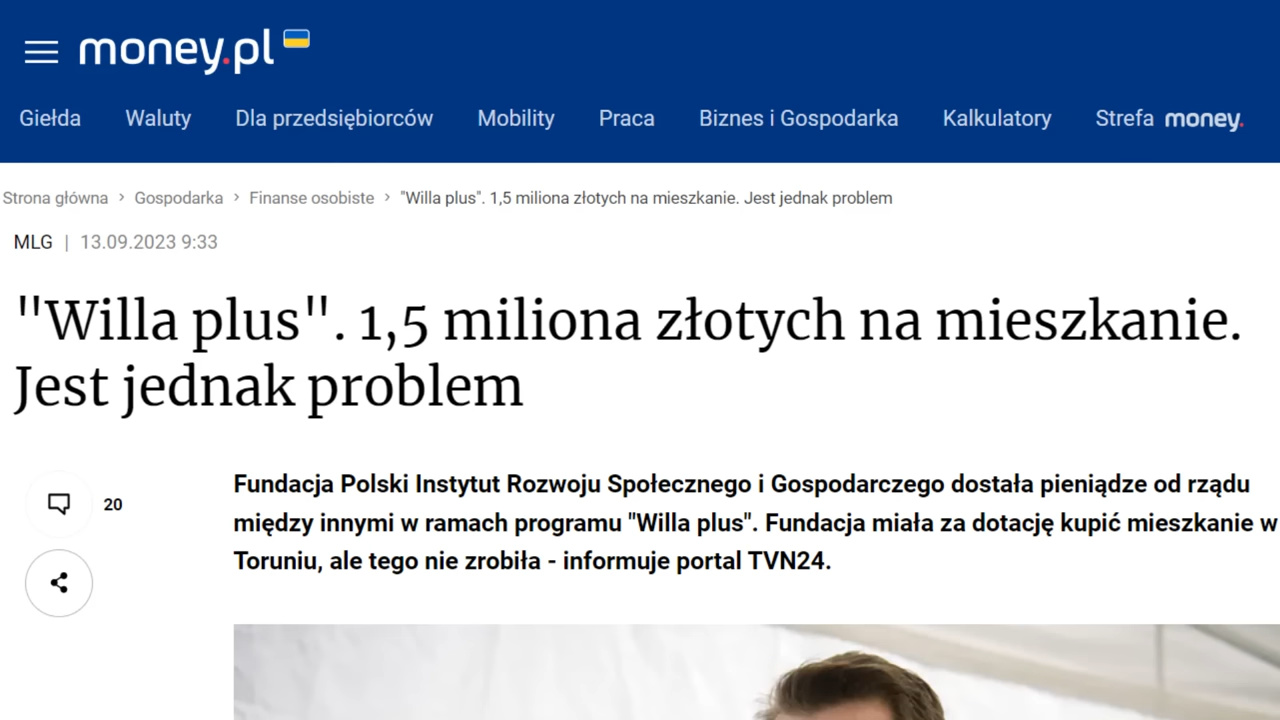 money.pl
Giełda Waluty Dla przedsiębiorców Mobility Praca Biznes i Gospodarka Kalkulatory Strefa money.
Strona główna > Gospodarka > Finanse osobiste > "Willa plus". 1,5 miliona złotych na mieszkanie. Jest jednak problem
MLG | 13.09.2023 9:33
"Willa plus". 1,5 miliona złotych na mieszkanie.
Jest jednak problem
20
Fundacja Polski Instytut Rozwoju Społecznego i Gospodarczego dostała pieniądze od rządu
między innymi w ramach programu "Willa plus". Fundacja miała za dotację kupić mieszkanie w
Toruniu, ale tego nie zrobiła - informuje portal TVN24.